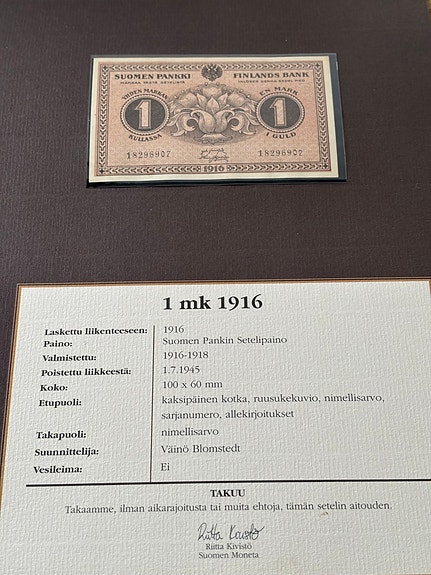 SUOMEN PANKKI FINLANDS BANK
YHDEN MARKAN KULLASSA
EN MARK I GULD
1 1
18296907 18296907
1916
1 mk 1916
Laskettu liikenteeseen: 1916
Paino: Suomen Pankin Setelipaino
Valmistettu: 1916-1918
Poistettu liikkeestä: 1.7.1945
Koko: 100 x 60 mm
Etupuoli: kaksipäinen kotka, ruusukekuvio, nimellisarvo,
sarjanumero, allekirjoitukset
Takapuoli: nimellisarvo
Suunnittelija: Väinö Blomstedt
Vesileima: Ei
TAKUU
Takaamme, ilman aikarajoitusta tai muita ehtoja, tämän setelin aitouden.
Riitta Kivistö
Riitta Kivistö
Suomen Moneta